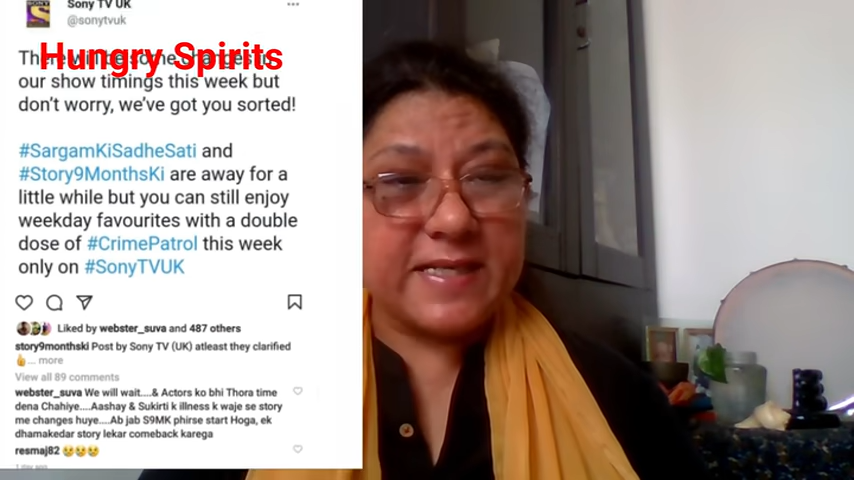 SONY
Sony TV UK
@sonytvuk
Hungry Spirits
our show timings this week but
don't worry, we've got you sorted!
#SargamKiSadheSati and
#Story9MonthsKi are away for a
little while but you can still enjoy
weekday favourites with a double
dose of #CrimePatrol this week
only on #SonyTVUK
Liked by webster_suva and 487 others
story9monthski Post by Sony TV (UK) atleast they clarified
👍... more
View all 89 comments
webster_suva We will wait....& Actors ko bhi Thora time
dena Chahiye....Aashay & Sukirti k illness k waje se story
me changes huye....Ab jab S9MK phirse start Hoga, ek
dhamakedar story lekar comeback karega
resmaj82 😢😢😢
1 day ago